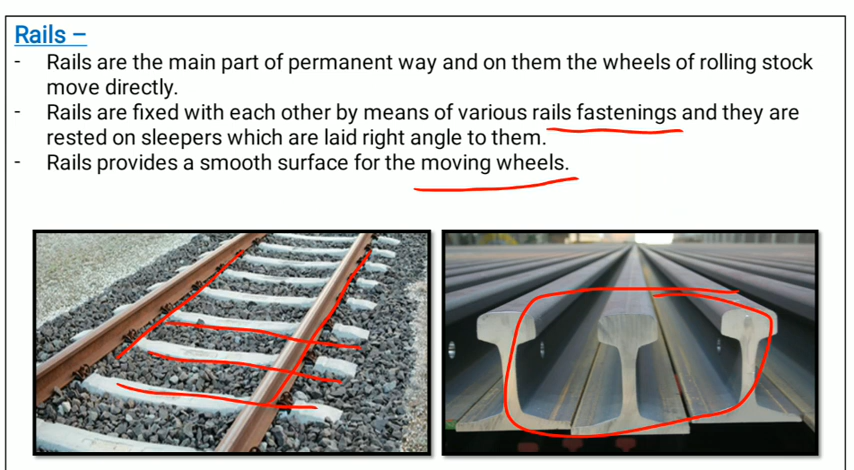 Rails –
- Rails are the main part of permanent way and on them the wheels of rolling stock
move directly.
- Rails are fixed with each other by means of various rails fastenings and they are
rested on sleepers which are laid right angle to them.
- Rails provides a smooth surface for the moving wheels.